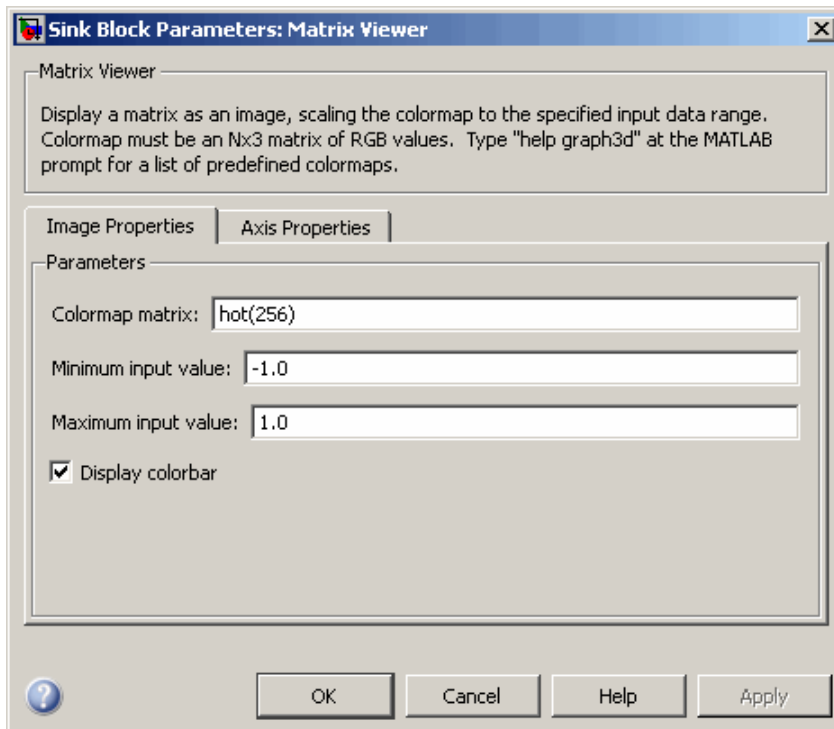 Sink Block Parameters: Matrix Viewer
Matrix Viewer
Display a matrix as an image, scaling the colormap to the specified input data range.
Colormap must be an Nx3 matrix of RGB values.  Type "help graph3d" at the MATLAB
prompt for a list of predefined colormaps.
Image Properties
Axis Properties
Parameters
Colormap matrix: hot(256)
Minimum input value: -1.0
Maximum input value: 1.0
Display colorbar
?
OK
Cancel
Help
Apply